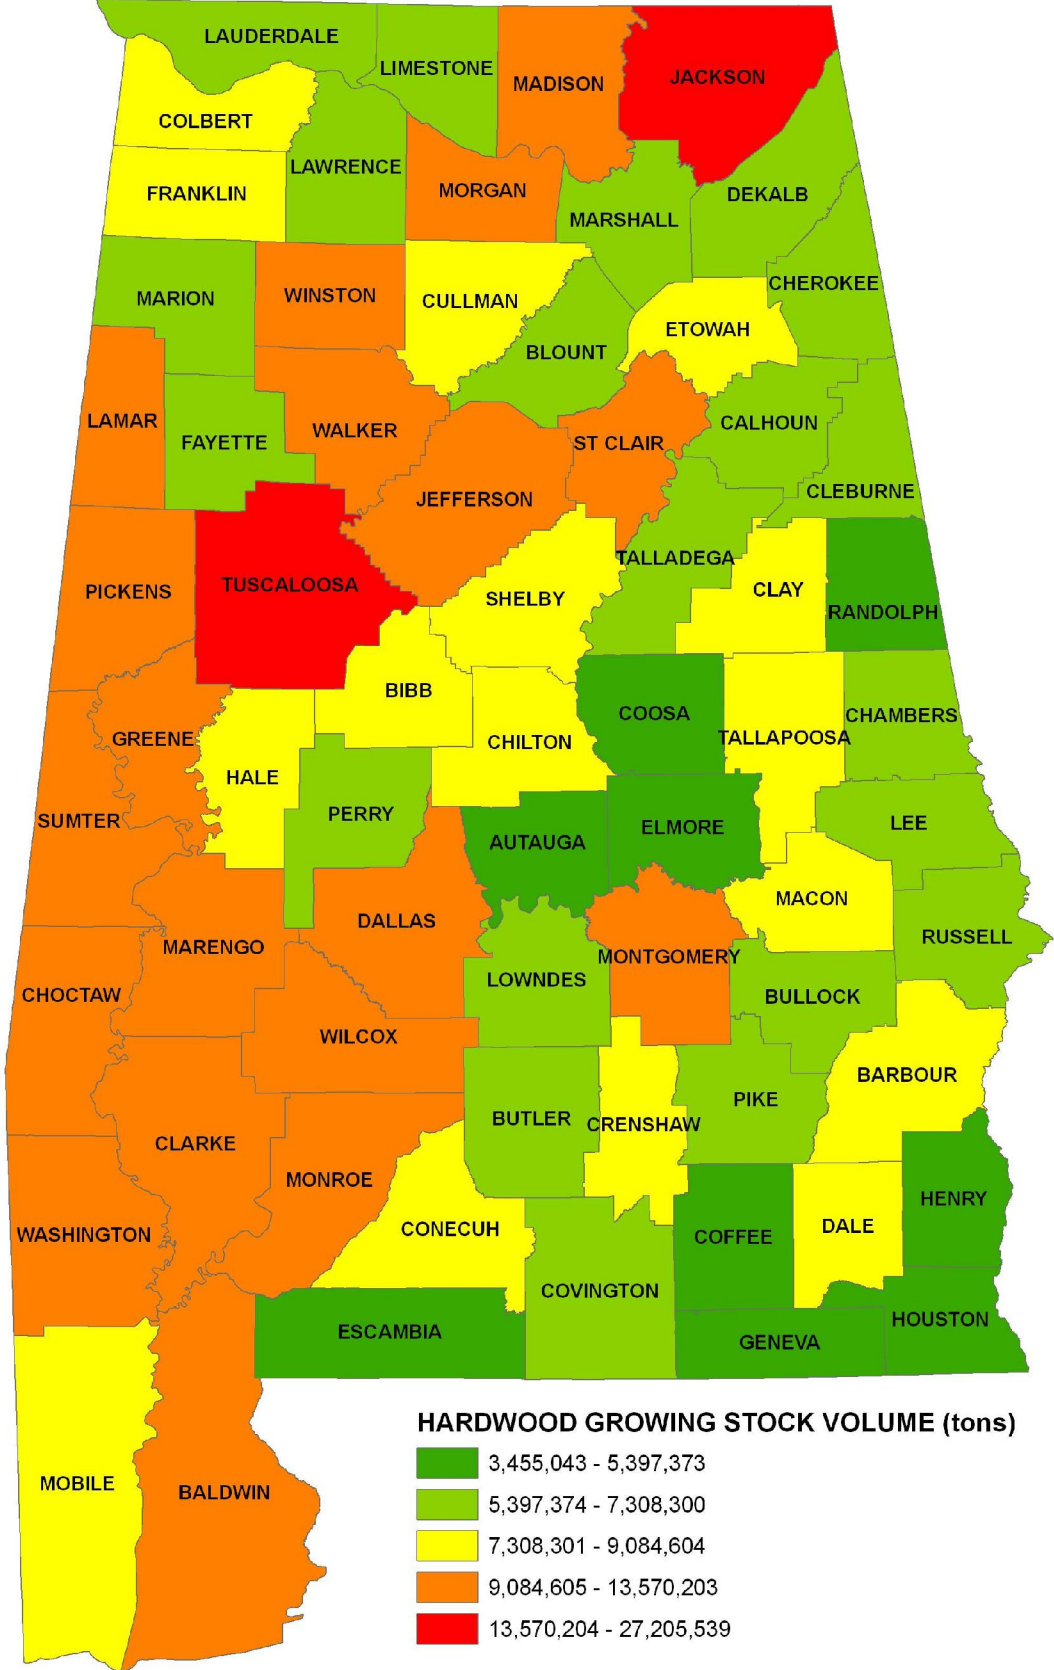 LAUDERDALE
LIMESTONE
MADISON
JACKSON
COLBERT
LAWRENCE
FRANKLIN
MORGAN
MARSHALL
DEKALB
MARION
WINSTON
CULLMAN
CHEROKEE
ETOWAH
BLOUNT
LAMAR
FAYETTE
WALKER
ST CLAIR
CALHOUN
JEFFERSON
CLEBURNE
TALLADEGA
PICKENS
TUSCALOOSA
SHELBY
CLAY
RANDOLPH
BIBB
COOSA
CHAMBERS
GREENE
HALE
CHILTON
TALLAPOOSA
SUMTER
PERRY
AUTAUGA
ELMORE
LEE
MACON
DALLAS
MARENGO
MONTGOMERY
RUSSELL
CHOCTAW
LOWNDES
BULLOCK
WILCOX
BARBOUR
PIKE
BUTLER
CRENSHAW
CLARKE
MONROE
HENRY
WASHINGTON
CONECUH
COFFEE
DALE
COVINGTON
HOUSTON
ESCAMBIA
GENEVA
MOBILE
BALDWIN
HARDWOOD GROWING STOCK VOLUME (tons)
3,455,043 - 5,397,373
5,397,374 - 7,308,300
7,308,301 - 9,084,604
9,084,605 - 13,570,203
13,570,204 - 27,205,539